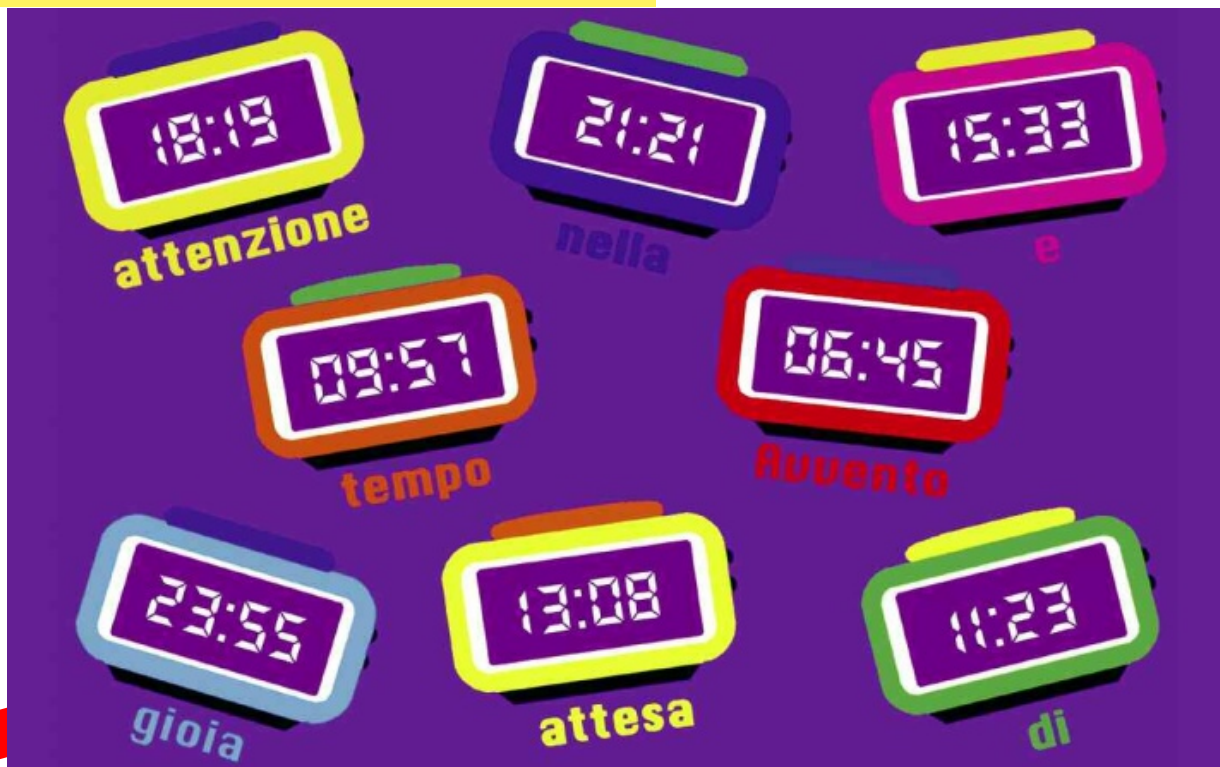 18:19
21:21
15:33
attenzione
nella
e
09:57
06:45
tempo
Avvento
23:55
13:08
11:23
gioia
attesa
di